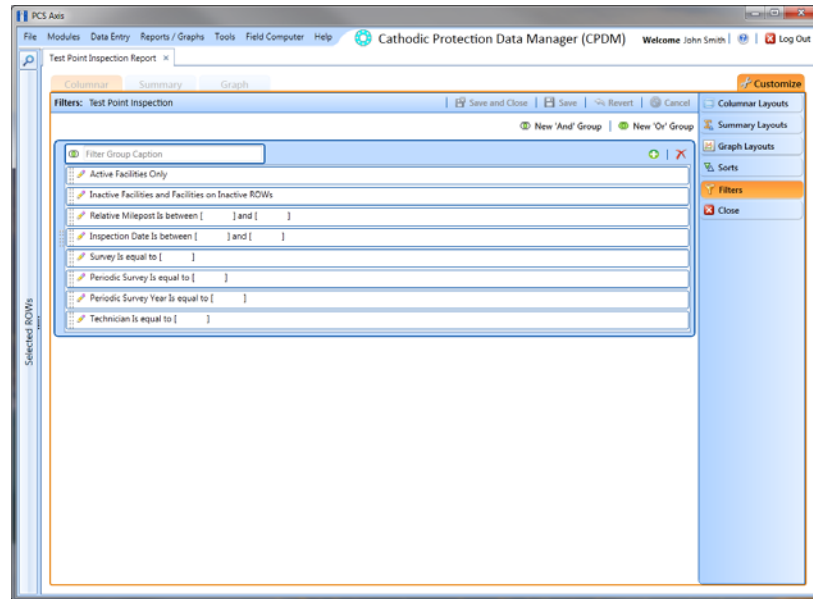 PCS Axis
File Modules Data Entry Reports / Graphs Tools Field Computer Help Cathodic Protection Data Manager (CPDM) Welcome John Smith | Log Out
Test Point Inspection Report ×
Columnar Summary Graph Customize
Filters: Test Point Inspection | Save and Close | Save | Revert | Cancel
New 'And' Group | New 'Or' Group
Filter Group Caption
Active Facilities Only
Inactive Facilities and Facilities on Inactive ROWs
Relative Milepost Is between [ ] and [ ]
Inspection Date Is between [ ] and [ ]
Survey Is equal to [ ]
Periodic Survey Is equal to [ ]
Periodic Survey Year Is equal to [ ]
Technician Is equal to [ ]
Columnar Layouts
Summary Layouts
Graph Layouts
Sorts
Filters
Close
Selected ROWs